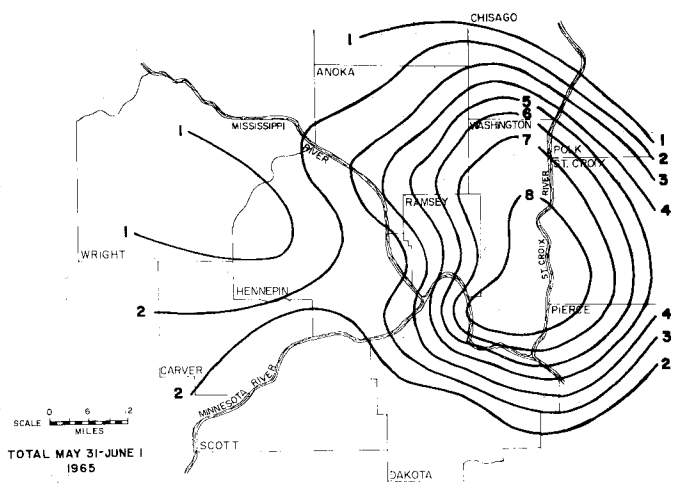 CHISAGO
1
ANOKA
5
6
MISSISSIPPI
WASHINGTON
1
1
RIVER
7
POLK
2
ST. CROIX
3
RAMSEY
8
RIVER
4
1
WRIGHT
ST. CROIX
HENNEPIN
2
PIERCE
4
3
CARVER
2
2
MINNESOTA RIVER
SCALE 0 6 12
MILES
TOTAL MAY 31-JUNE 1
1965
SCOTT
DAKOTA